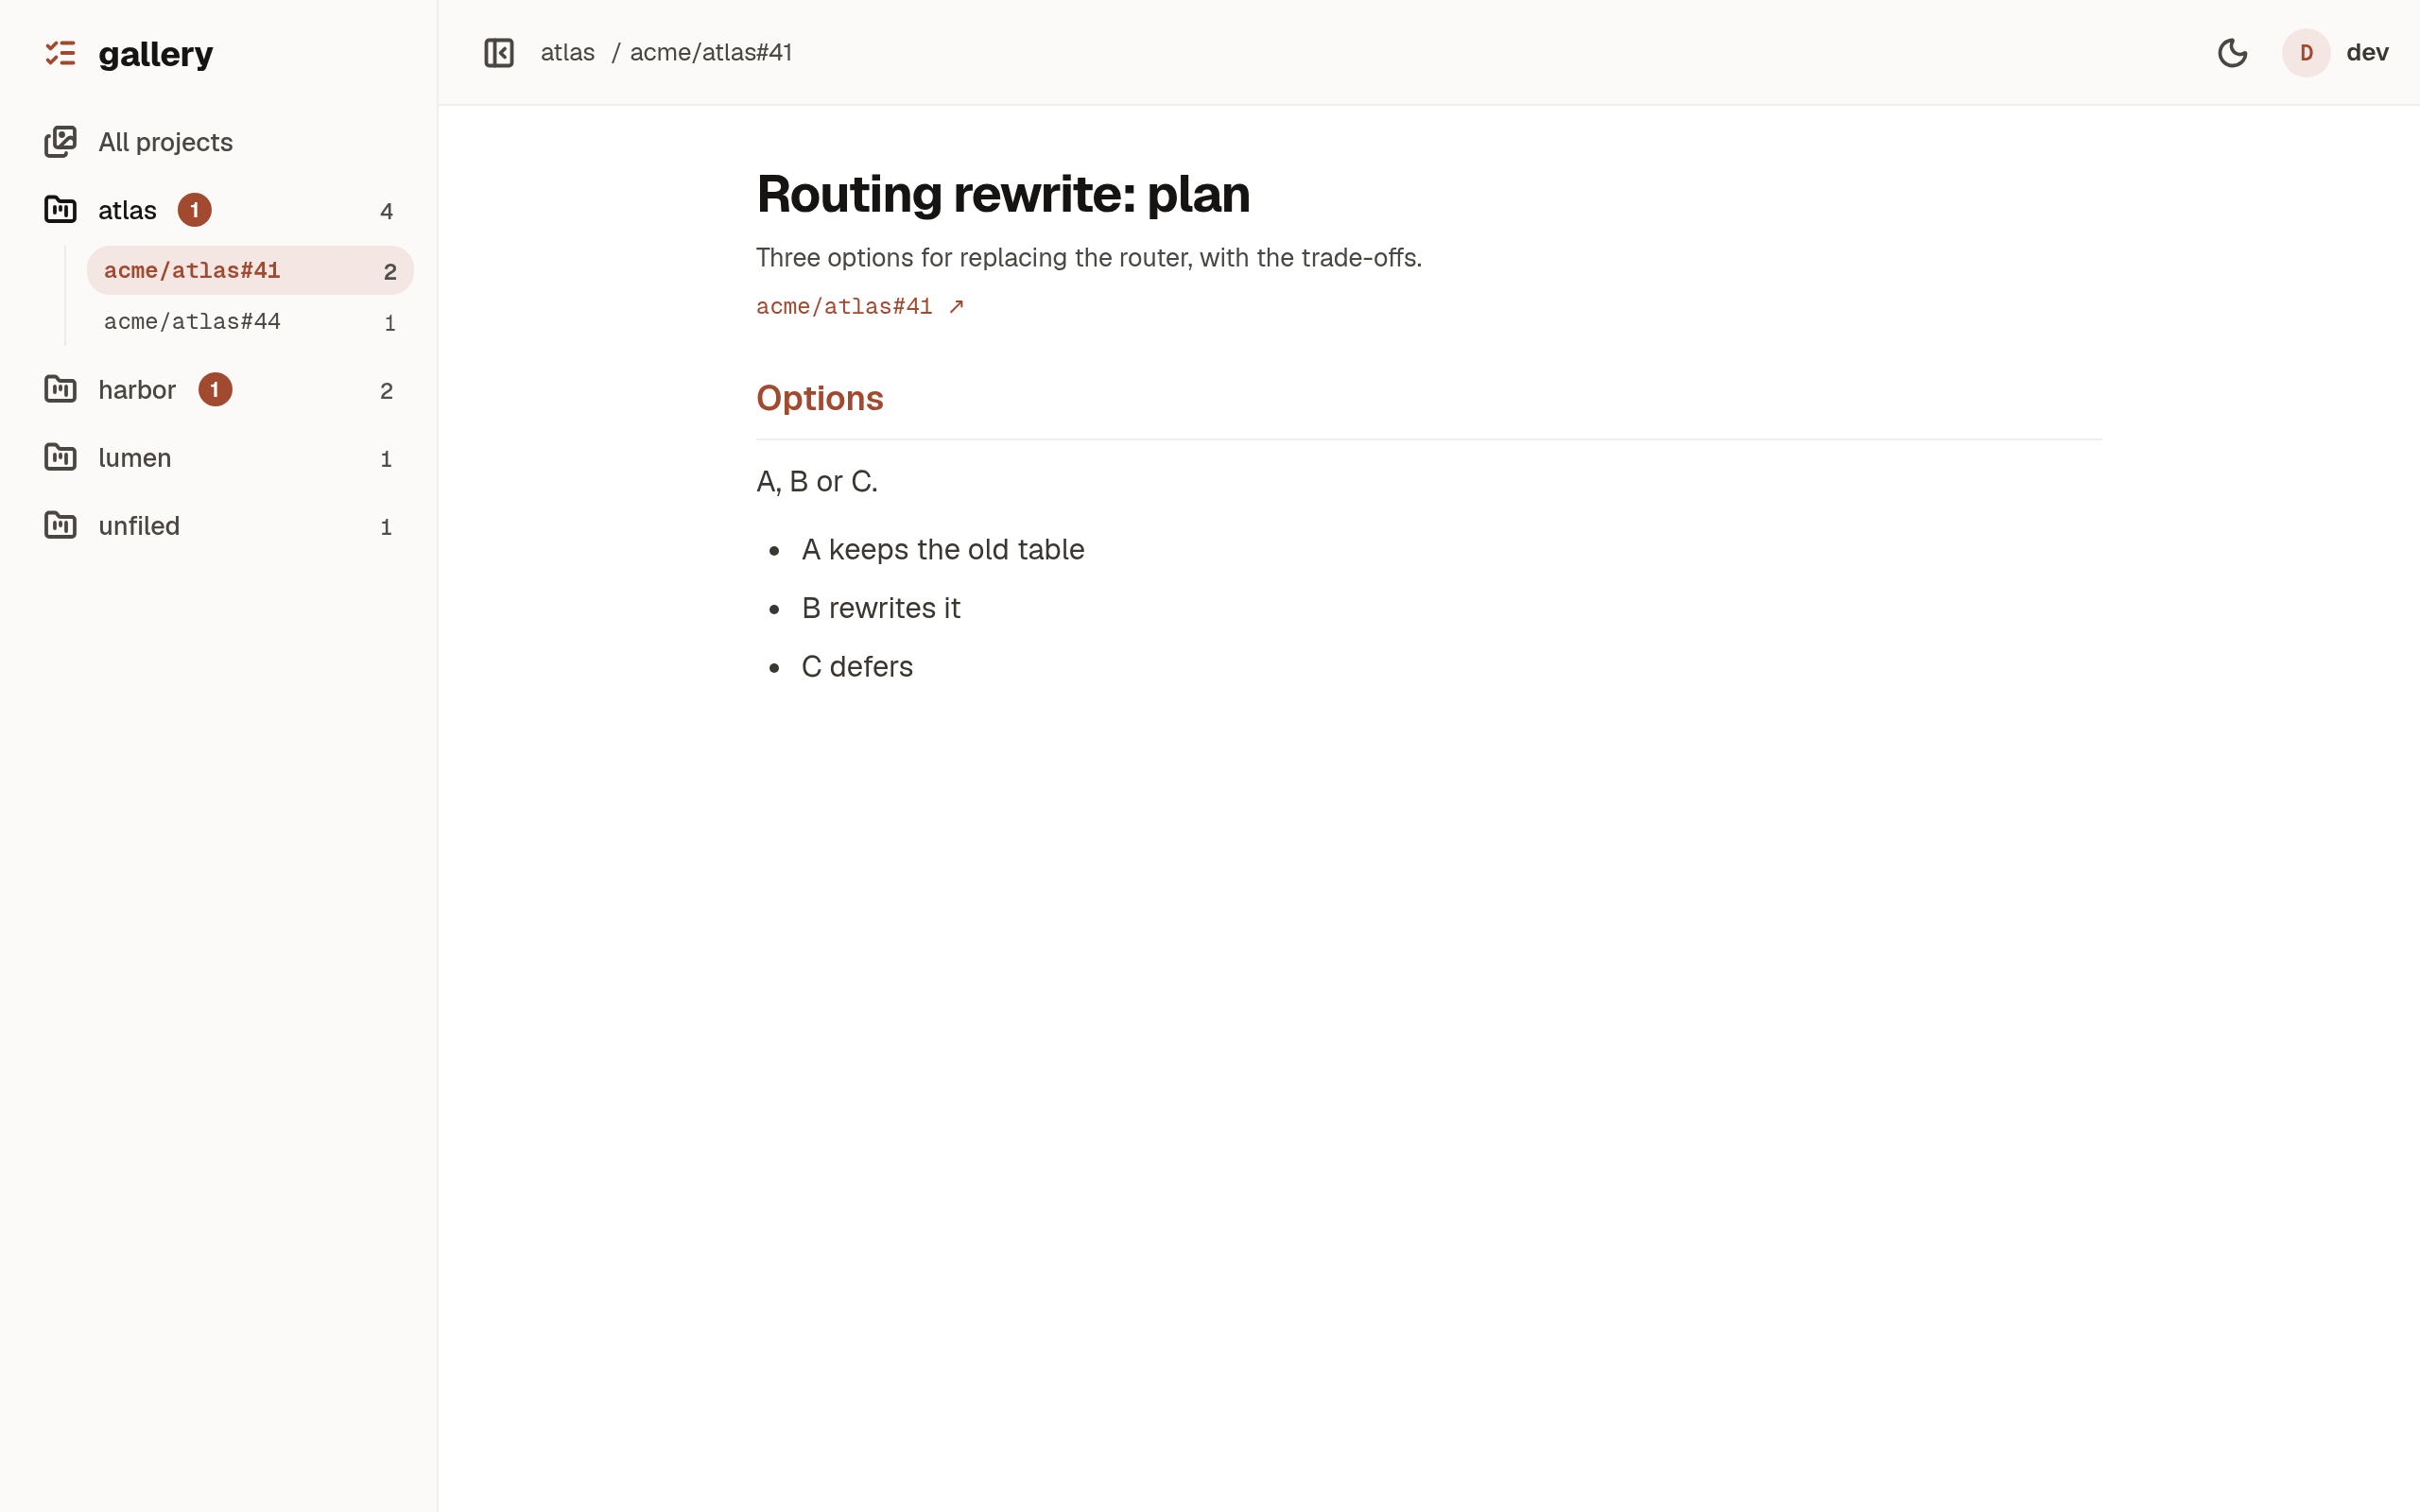 gallery
All projects
atlas 1 4
acme/atlas#41 2
acme/atlas#44 1
harbor 1 2
lumen 1
unfiled 1
atlas / acme/atlas#41
D dev
Routing rewrite: plan
Three options for replacing the router, with the trade-offs.
acme/atlas#41 ↗
Options
A, B or C.
• A keeps the old table
• B rewrites it
• C defers